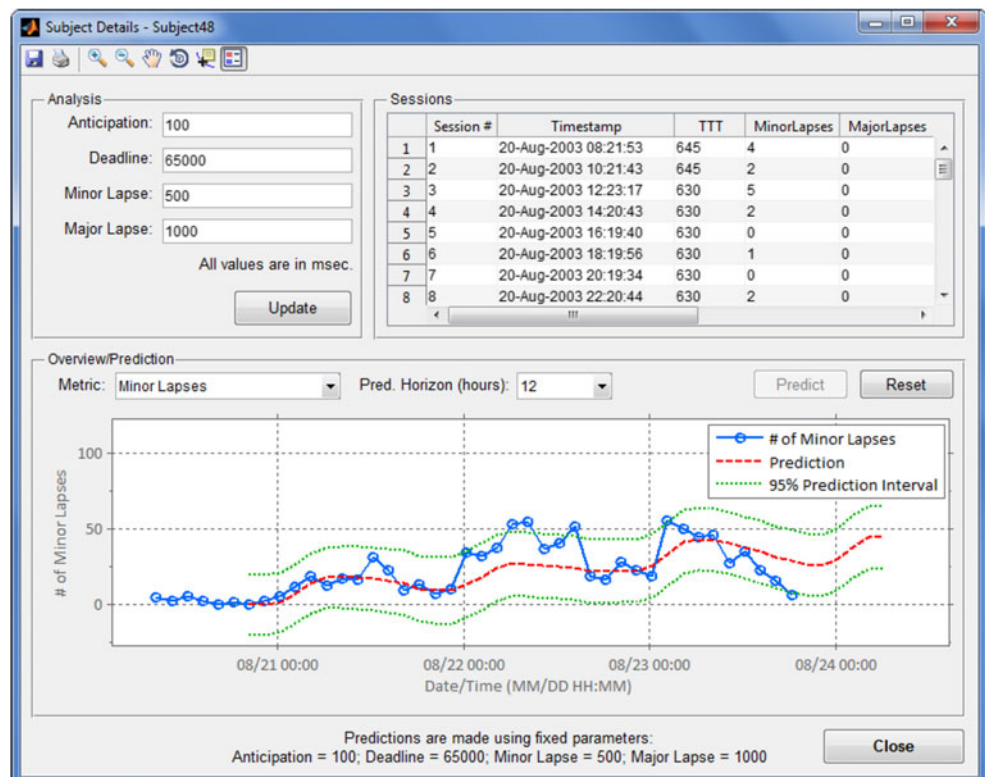 Subject Details - Subject48
Analysis
Anticipation: 100
Deadline: 65000
Minor Lapse: 500
Major Lapse: 1000
All values are in msec.
Update
Sessions
Session # Timestamp TTT MinorLapses MajorLapses
1 1 20-Aug-2003 08:21:53 645 4 0
2 2 20-Aug-2003 10:21:43 645 2 0
3 3 20-Aug-2003 12:23:17 630 5 0
4 4 20-Aug-2003 14:20:43 630 2 0
5 5 20-Aug-2003 16:19:40 630 0 0
6 6 20-Aug-2003 18:19:56 630 1 0
7 7 20-Aug-2003 20:19:34 630 0 0
8 8 20-Aug-2003 22:20:44 630 2 0
Overview/Prediction
Metric: Minor Lapses Pred. Horizon (hours): 12 Predict Reset
# of Minor Lapses
Prediction
95% Prediction Interval
# of Minor Lapses
100
50
0
08/21 00:00 08/22 00:00 08/23 00:00 08/24 00:00
Date/Time (MM/DD HH:MM)
Predictions are made using fixed parameters:
Anticipation = 100; Deadline = 65000; Minor Lapse = 500; Major Lapse = 1000
Close